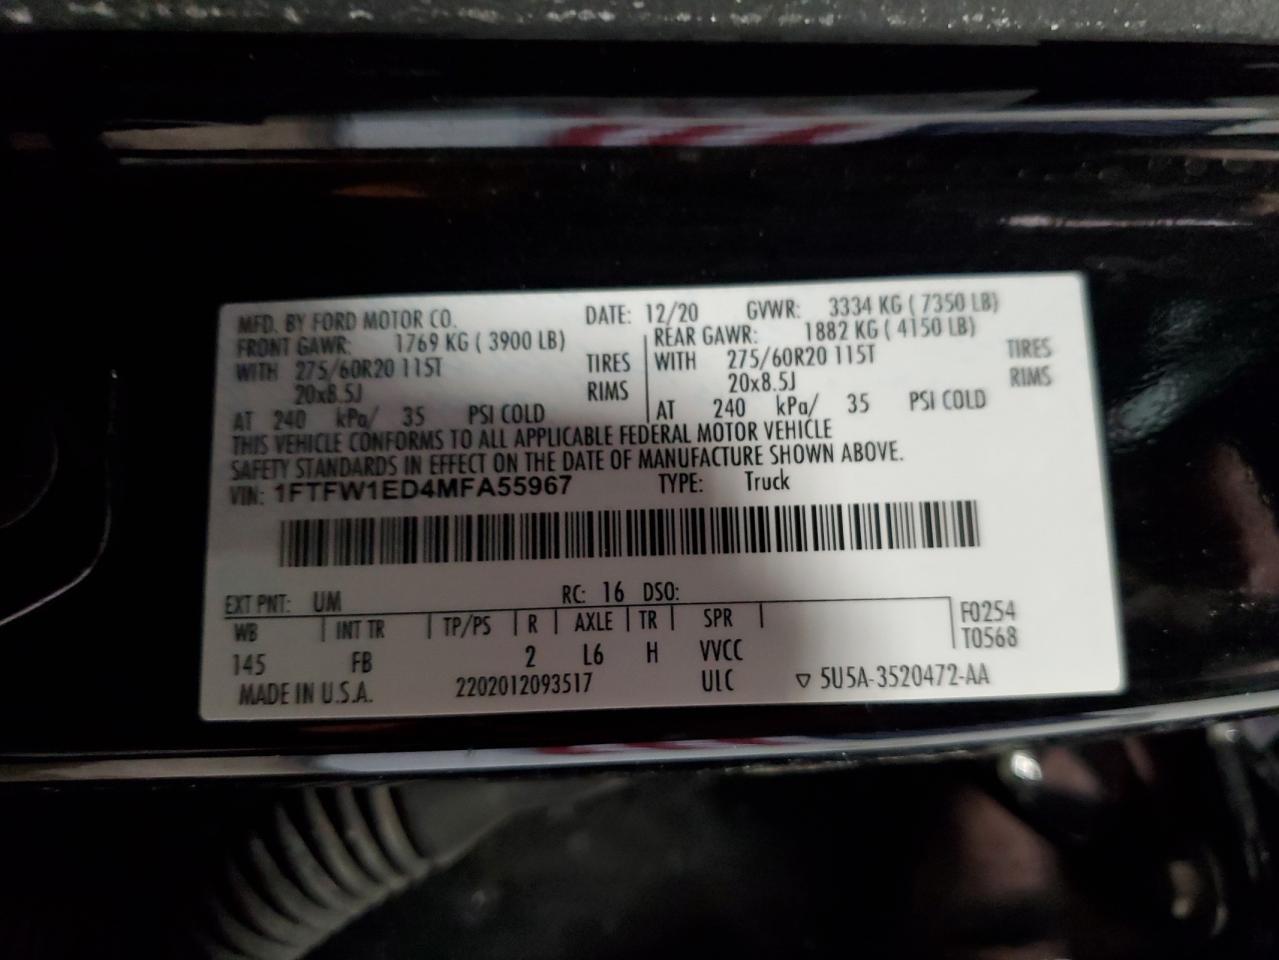 MFD. BY FORD MOTOR CO. DATE: 12/20 GVWR: 3334 KG ( 7350 LB)
FRONT GAWR: 1769 KG ( 3900 LB) REAR GAWR: 1882 KG ( 4150 LB)
WITH 275/60R20 115T TIRES WITH 275/60R20 115T TIRES
20x8.5J RIMS 20x8.5J RIMS
AT 240 kPa/ 35 PSI COLD AT 240 kPa/ 35 PSI COLD
THIS VEHICLE CONFORMS TO ALL APPLICABLE FEDERAL MOTOR VEHICLE
SAFETY STANDARDS IN EFFECT ON THE DATE OF MANUFACTURE SHOWN ABOVE.
VIN: 1FTFW1ED4MFA55967 TYPE: Truck
EXT PNT: UM RC: 16 DSO:
WB INT TR TP/PS R AXLE TR SPR F0254
T0568
145 FB 2 L6 H VVCC
MADE IN U.S.A. 2202012093517 ULC ▽ 5U5A-3520472-AA